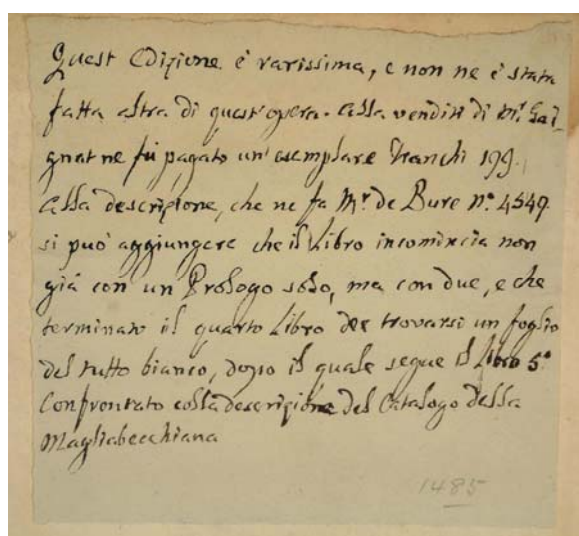 Quest Edizione è rarissima, e non ne è stata
fatta altra di quest'opera. Alla vendita di Mr. Gai_
gnat ne fù pagato un'esemplare Franchi 199.
Alla descrizione, che ne fa Mr. de Bure N.o 4549.
si può aggiungere che il Libro incomincia non
già con un Prologo solo, ma con due, e che
terminato il quarto Libro dee trovarsi un foglio
del tutto bianco, dopo il quale segue il Libro 5.o
Confrontato colla descrizione del Catalogo della
Magliabecchiana
1485